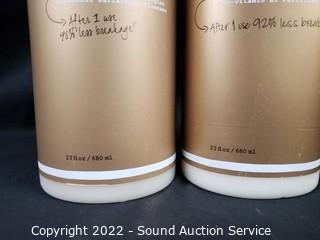 After 1 use
96% less breakage*
23 fl oz / 680 ml
After 1 use 92% less break
23 fl oz / 680 ml
Copyright 2022 - Sound Auction Service